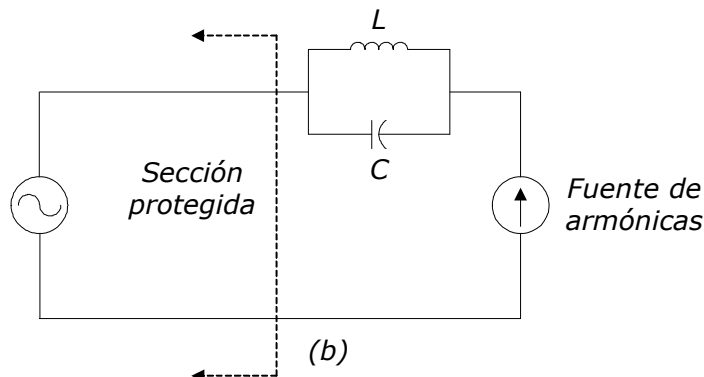 L
C
Sección
protegida
Fuente de
armónicas
(b)